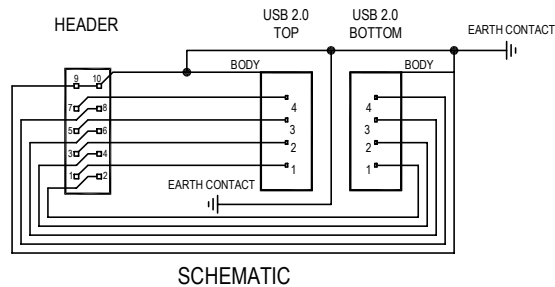 HEADER
USB 2.0
TOP
USB 2.0
BOTTOM
EARTH CONTACT
BODY
BODY
9 10
7 8
5 6
3 4
1 2
4
3
2
1
4
3
2
1
EARTH CONTACT
SCHEMATIC